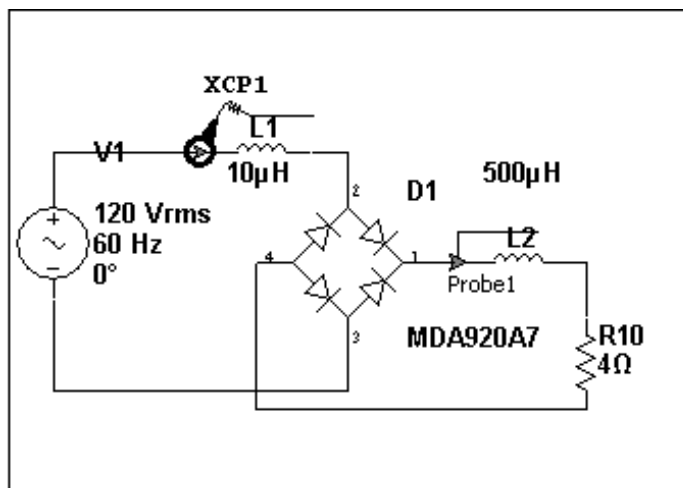 XCP1
V1
L1
10µH
120 Vrms
60 Hz
0°
D1
500µH
2
4
1
3
L2
Probe1
MDA920A7
R10
4Ω